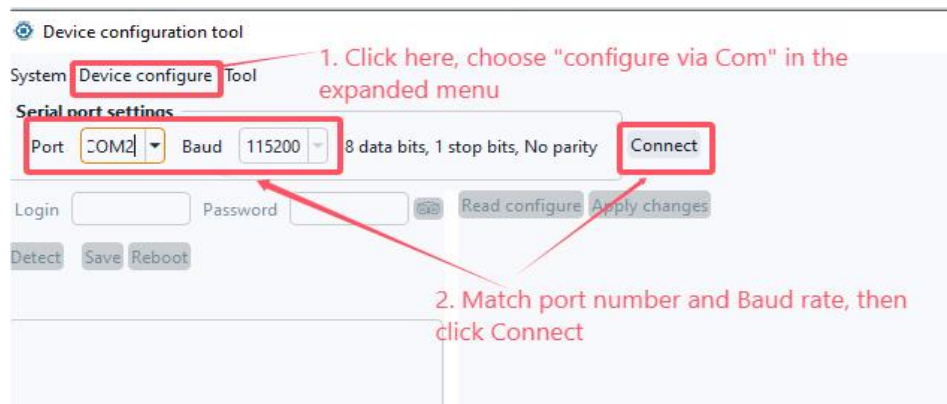 Device configuration tool
1. Click here, choose "configure via Com" in the
expanded menu
System Device configure Tool
Serial port settings
Port COM2 Baud 115200 8 data bits, 1 stop bits, No parity Connect
Login Password Read configure Apply changes
Detect Save Reboot
2. Match port number and Baud rate, then
click Connect